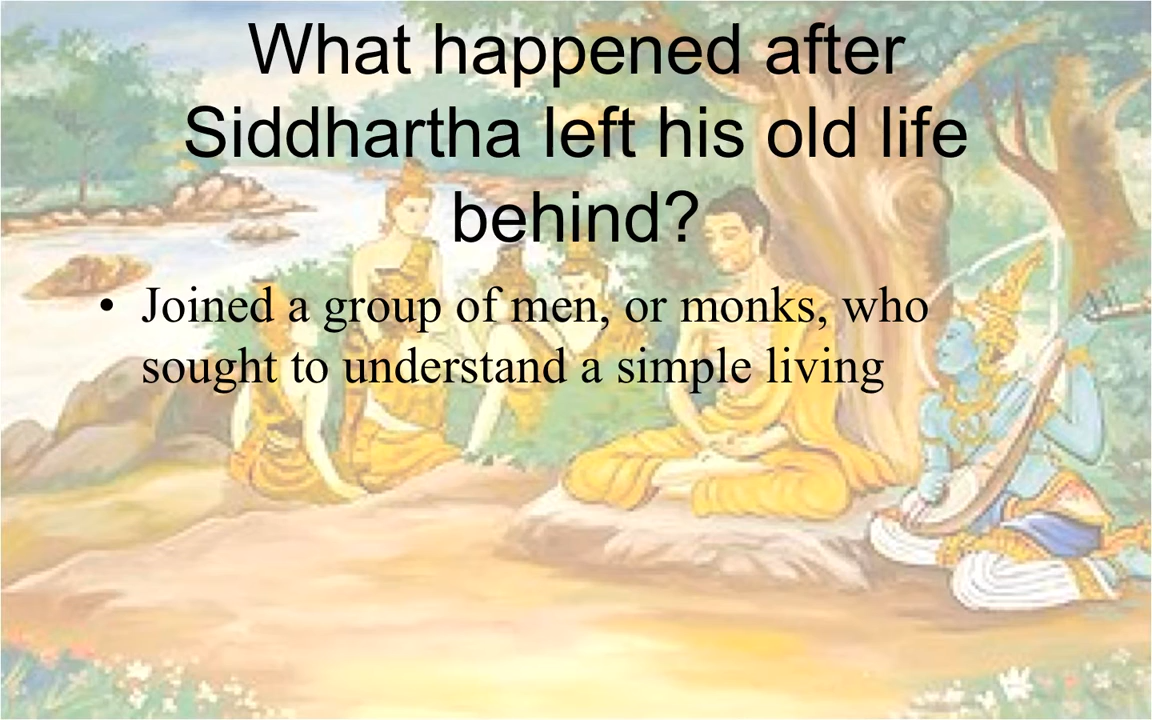 What happened after
Siddhartha left his old life
behind?
• Joined a group of men, or monks, who
sought to understand a simple living